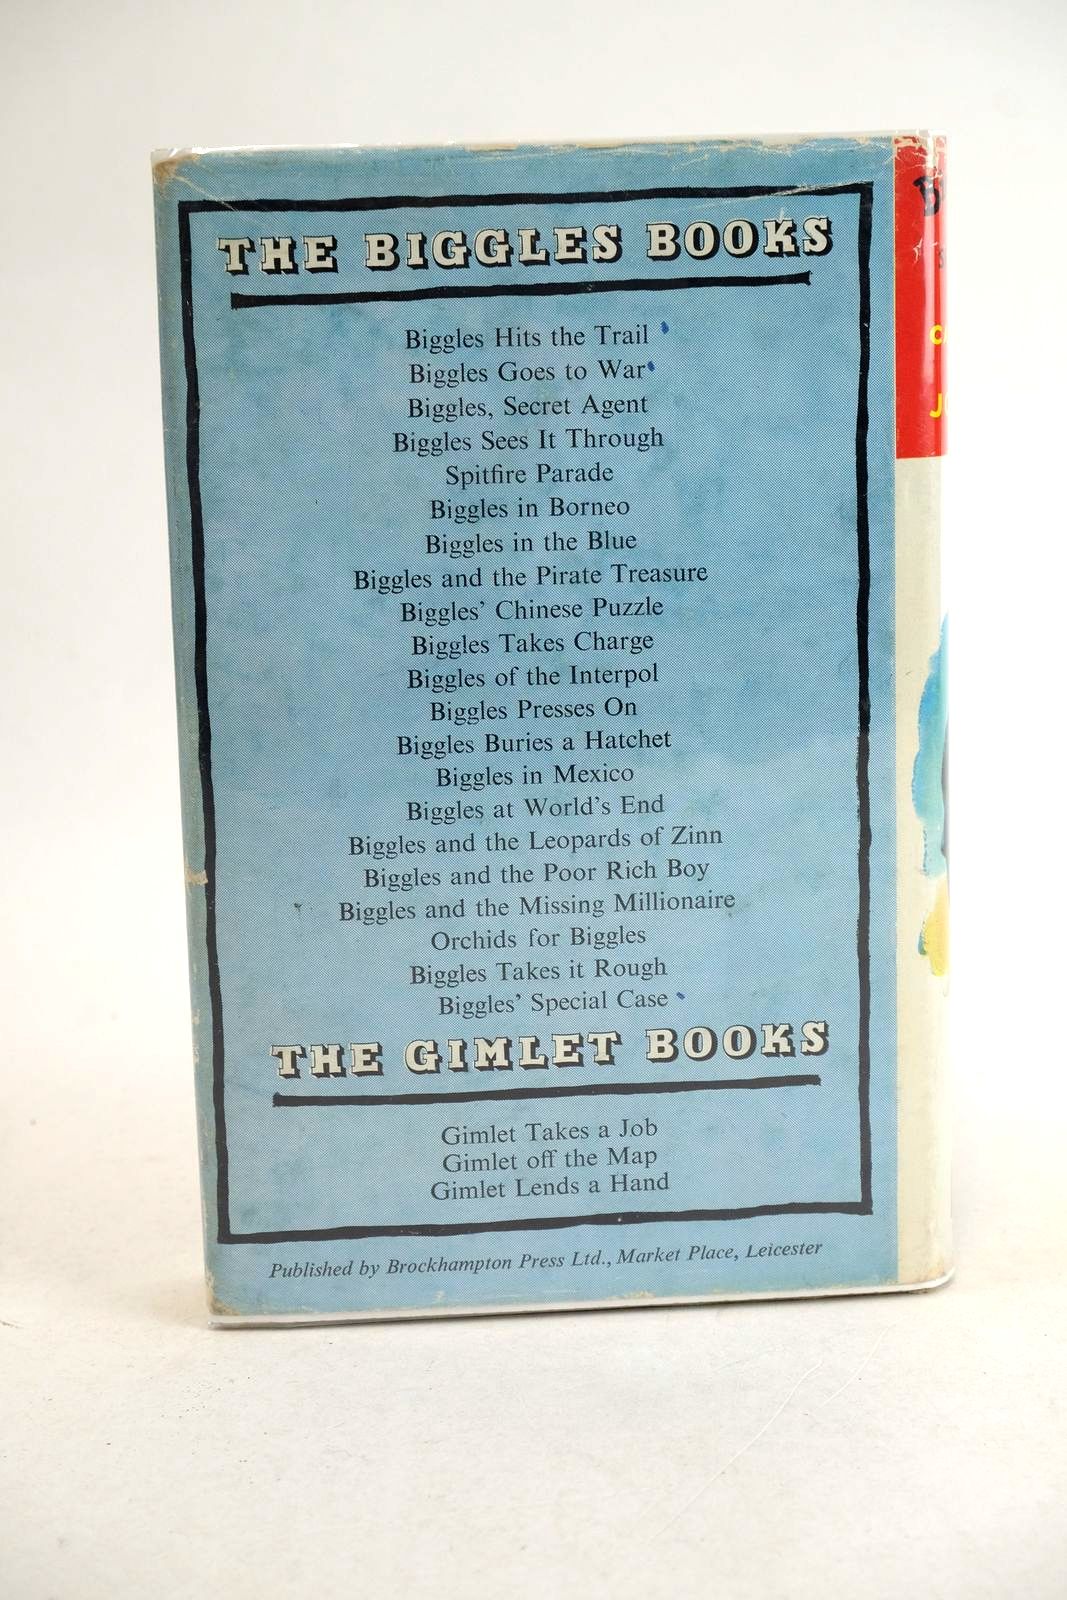 THE BIGGLES BOOKS
Biggles Hits the Trail
Biggles Goes to War
Biggles, Secret Agent
Biggles Sees It Through
Spitfire Parade
Biggles in Borneo
Biggles in the Blue
Biggles and the Pirate Treasure
Biggles' Chinese Puzzle
Biggles Takes Charge
Biggles of the Interpol
Biggles Presses On
Biggles Buries a Hatchet
Biggles in Mexico
Biggles at World's End
Biggles and the Leopards of Zinn
Biggles and the Poor Rich Boy
Biggles and the Missing Millionaire
Orchids for Biggles
Biggles Takes it Rough
Biggles' Special Case
THE GIMLET BOOKS
Gimlet Takes a Job
Gimlet off the Map
Gimlet Lends a Hand
Published by Brockhampton Press Ltd., Market Place, Leicester